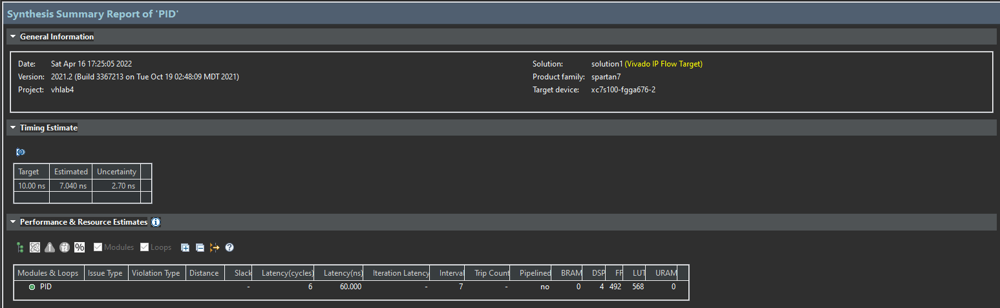 Synthesis Summary Report of 'PID'
General Information
Date: Sat Apr 16 17:25:05 2022
Version: 2021.2 (Build 3367213 on Tue Oct 19 02:48:09 MDT 2021)
Project: vhlab4
Solution: solution1 (Vivado IP Flow Target)
Product family: spartan7
Target device: xc7s100-fgga676-2
Timing Estimate
Target Estimated Uncertainty
10.00 ns 7.040 ns 2.70 ns
Performance & Resource Estimates
% Modules Loops
Modules & Loops Issue Type Violation Type Distance Slack Latency(cycles) Latency(ns) Iteration Latency Interval Trip Count Pipelined BRAM DSP FF LUT URAM
PID - 6 60.000 - 7 - no 0 4 492 568 0